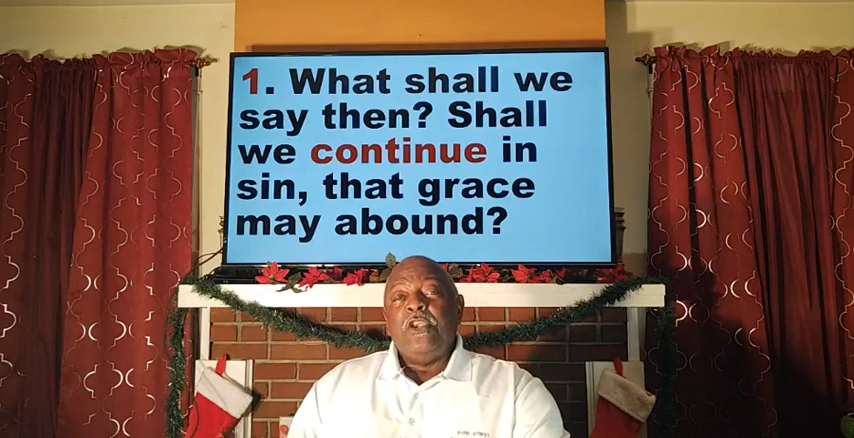 1. What shall we
say then? Shall
we continue in
sin, that grace
may abound?